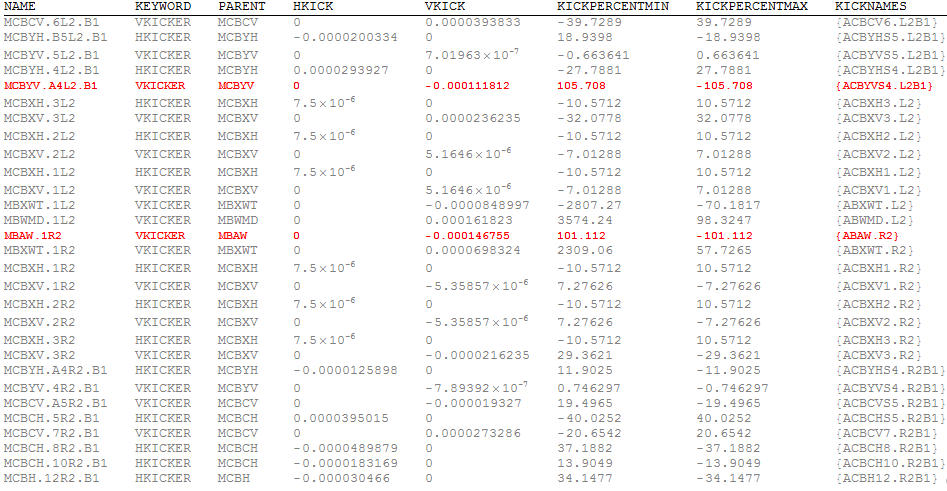 NAME KEYWORD PARENT HKICK VKICK KICKPERCENTMIN KICKPERCENTMAX KICKNAMES
MCBCV.6L2.B1 VKICKER MCBCV 0 0.0000393833 -39.7289 39.7289 {ACBCV6.L2B1}
MCBYH.B5L2.B1 HKICKER MCBYH -0.0000200334 0 18.9398 -18.9398 {ACBYHS5.L2B1}
MCBYV.5L2.B1 VKICKER MCBYV 0 7.01963×10⁻⁷ -0.663641 0.663641 {ACBYVS5.L2B1}
MCBYH.4L2.B1 HKICKER MCBYH 0.0000293927 0 -27.7881 27.7881 {ACBYHS4.L2B1}
MCBYV.A4L2.B1 VKICKER MCBYV 0 -0.000111812 105.708 -105.708 {ACBYVS4.L2B1}
MCBXH.3L2 HKICKER MCBXH 7.5×10⁻⁶ 0 -10.5712 10.5712 {ACBXH3.L2}
MCBXV.3L2 VKICKER MCBXV 0 0.0000236235 -32.0778 32.0778 {ACBXV3.L2}
MCBXH.2L2 HKICKER MCBXH 7.5×10⁻⁶ 0 -10.5712 10.5712 {ACBXH2.L2}
MCBXV.2L2 VKICKER MCBXV 0 5.1646×10⁻⁶ -7.01288 7.01288 {ACBXV2.L2}
MCBXH.1L2 HKICKER MCBXH 7.5×10⁻⁶ 0 -10.5712 10.5712 {ACBXH1.L2}
MCBXV.1L2 VKICKER MCBXV 0 5.1646×10⁻⁶ -7.01288 7.01288 {ACBXV1.L2}
MBXWT.1L2 VKICKER MBXWT 0 -0.0000848997 -2807.27 -70.1817 {ABXWT.L2}
MBWMD.1L2 VKICKER MBWMD 0 0.000161823 3574.24 98.3247 {ABWMD.L2}
MBAW.1R2 VKICKER MBAW 0 -0.000146755 101.112 -101.112 {ABAW.R2}
MBXWT.1R2 VKICKER MBXWT 0 0.0000698324 2309.06 57.7265 {ABXWT.R2}
MCBXH.1R2 HKICKER MCBXH 7.5×10⁻⁶ 0 -10.5712 10.5712 {ACBXH1.R2}
MCBXV.1R2 VKICKER MCBXV 0 -5.35857×10⁻⁶ 7.27626 -7.27626 {ACBXV1.R2}
MCBXH.2R2 HKICKER MCBXH 7.5×10⁻⁶ 0 -10.5712 10.5712 {ACBXH2.R2}
MCBXV.2R2 VKICKER MCBXV 0 -5.35857×10⁻⁶ 7.27626 -7.27626 {ACBXV2.R2}
MCBXH.3R2 HKICKER MCBXH 7.5×10⁻⁶ 0 -10.5712 10.5712 {ACBXH3.R2}
MCBXV.3R2 VKICKER MCBXV 0 -0.0000216235 29.3621 -29.3621 {ACBXV3.R2}
MCBYH.A4R2.B1 HKICKER MCBYH -0.0000125898 0 11.9025 -11.9025 {ACBYHS4.R2B1}
MCBYV.4R2.B1 VKICKER MCBYV 0 -7.89392×10⁻⁷ 0.746297 -0.746297 {ACBYVS4.R2B1}
MCBCV.A5R2.B1 VKICKER MCBCV 0 -0.000019327 19.4965 -19.4965 {ACBCVS5.R2B1}
MCBCH.5R2.B1 HKICKER MCBCH 0.0000395015 0 -40.0252 40.0252 {ACBCHS5.R2B1}
MCBCV.7R2.B1 VKICKER MCBCV 0 0.0000273286 -20.6542 20.6542 {ACBCV7.R2B1}
MCBCH.8R2.B1 HKICKER MCBCH -0.0000489879 0 37.1882 -37.1882 {ACBCH8.R2B1}
MCBCH.10R2.B1 HKICKER MCBCH -0.0000183169 0 13.9049 -13.9049 {ACBCH10.R2B1}
MCBH.12R2.B1 HKICKER MCBH -0.000030466 0 34.1477 -34.1477 {ACBH12.R2B1}